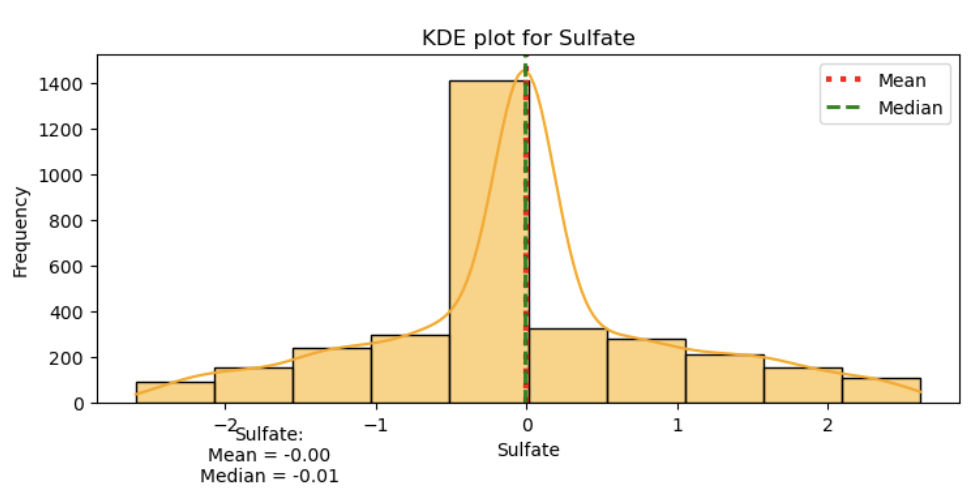 KDE plot for Sulfate
Mean
Median
1400
1200
1000
800
600
400
200
0
Frequency
−2
−1
0
1
2
Sulfate
Sulfate:
Mean = -0.00
Median = -0.01